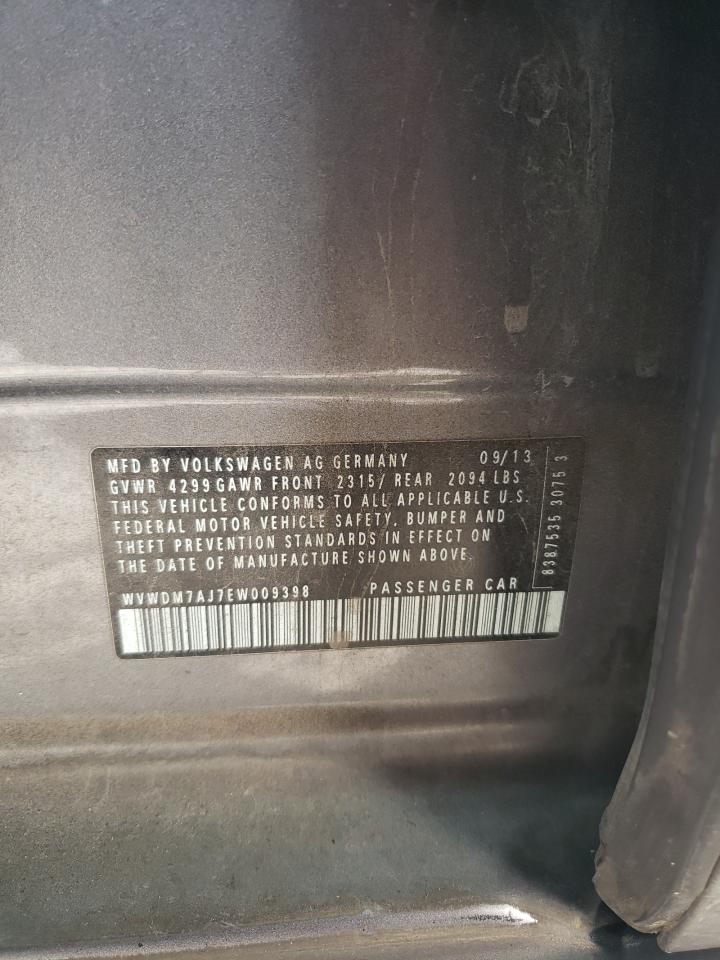 MFD BY VOLKSWAGEN AG GERMANY 09/13
GVWR 4299 GAWR FRONT 2315/ REAR 2094 LBS
THIS VEHICLE CONFORMS TO ALL APPLICABLE U.S.
FEDERAL MOTOR VEHICLE SAFETY, BUMPER AND
THEFT PREVENTION STANDARDS IN EFFECT ON
THE DATE OF MANUFACTURE SHOWN ABOVE.
WVWDM7AJ7EW009398 PASSENGER CAR
8387535 3075 3